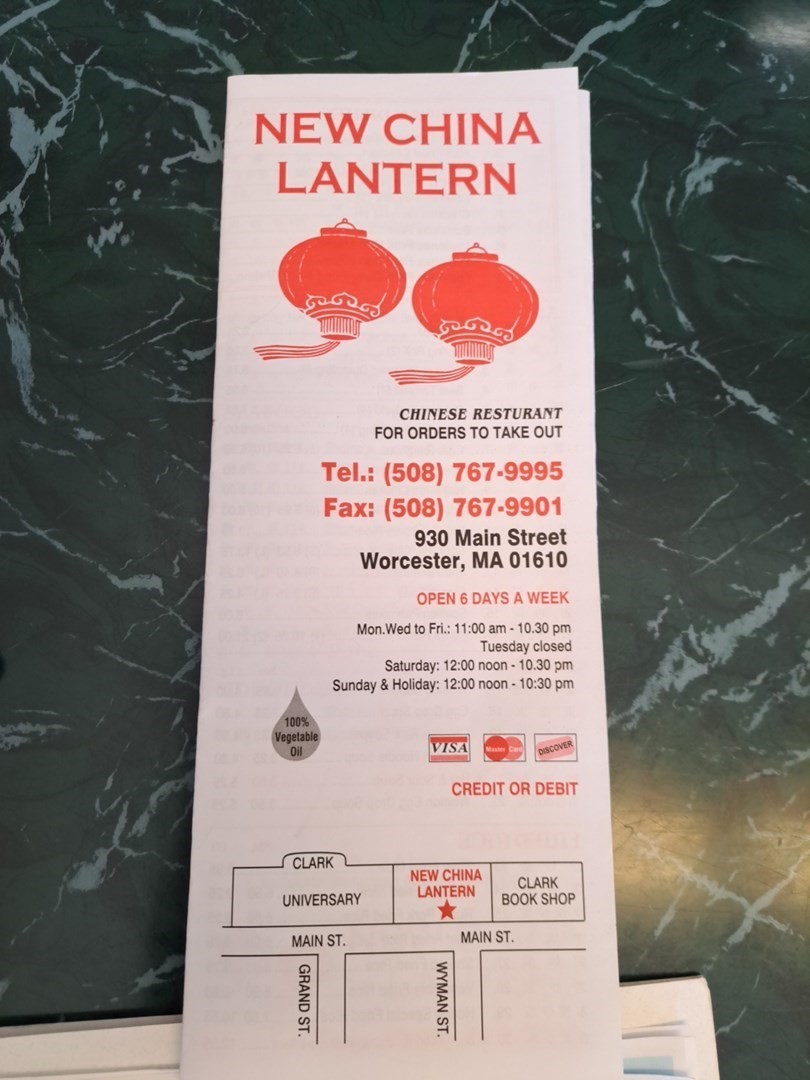 NEW CHINA
LANTERN
CHINESE RESTURANT
FOR ORDERS TO TAKE OUT
Tel.: (508) 767-9995
Fax: (508) 767-9901
930 Main Street
Worcester, MA 01610
OPEN 6 DAYS A WEEK
Mon.Wed to Fri.: 11:00 am - 10.30 pm
Tuesday closed
Saturday: 12:00 noon - 10.30 pm
Sunday & Holiday: 12:00 noon - 10:30 pm
100%
Vegetable
Oil
VISA
Master Card
DISCOVER
CREDIT OR DEBIT
CLARK
UNIVERSARY
NEW CHINA
LANTERN
CLARK
BOOK SHOP
MAIN ST.
MAIN ST.
GRAND ST.
WYMAN ST.